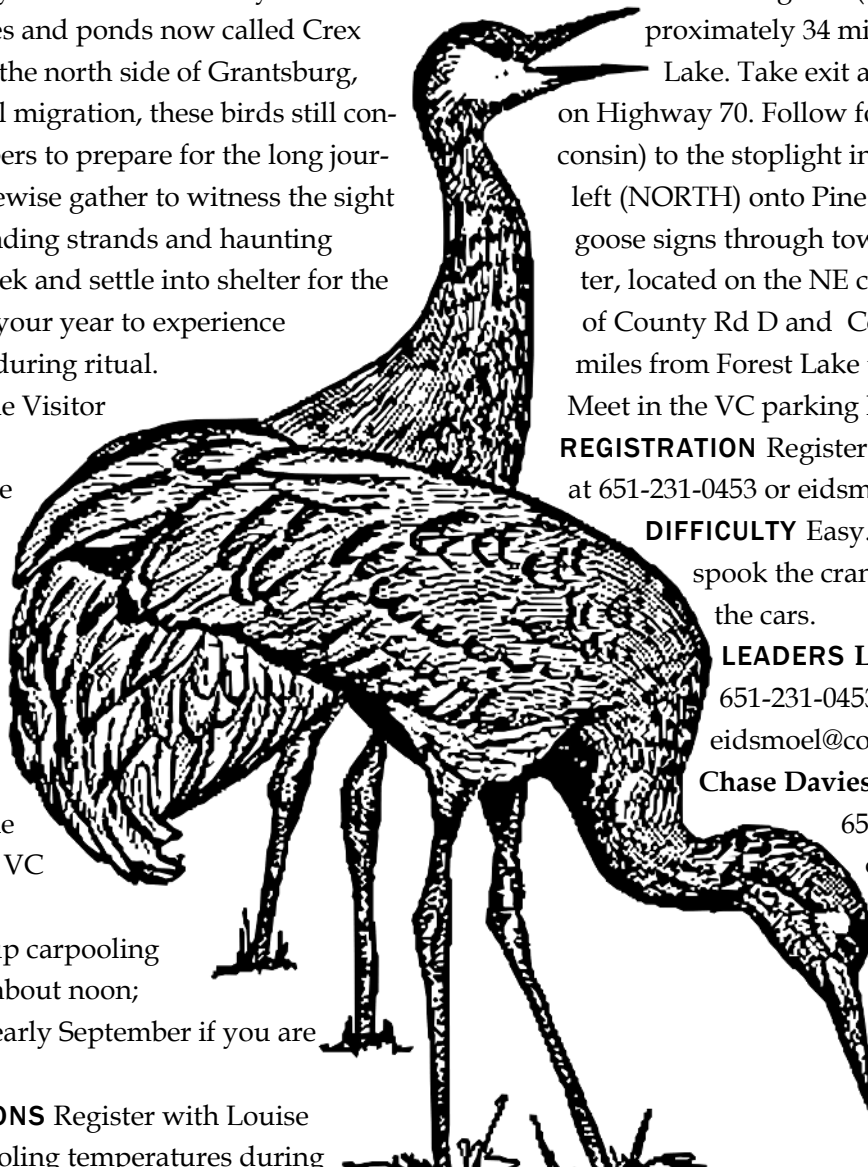 es and ponds now called Crex
the north side of Grantsburg,
l migration, these birds still con-
bers to prepare for the long jour-
ewise gather to witness the sight
nding strands and haunting
ek and settle into shelter for the
your year to experience
during ritual.
e Visitor
e
e
VC
up carpooling
about noon;
early September if you are
ONS Register with Louise
oling temperatures during
proximately 34 mi
Lake. Take exit a
on Highway 70. Follow fo
consin) to the stoplight in
left (NORTH) onto Pine
goose signs through tow
ter, located on the NE c
of County Rd D and Co
miles from Forest Lake
Meet in the VC parking l
REGISTRATION Register
at 651-231-0453 or eidsm
DIFFICULTY Easy.
spook the cran
the cars.
LEADERS L
651-231-0453
eidsmoel@co
Chase Davies
65